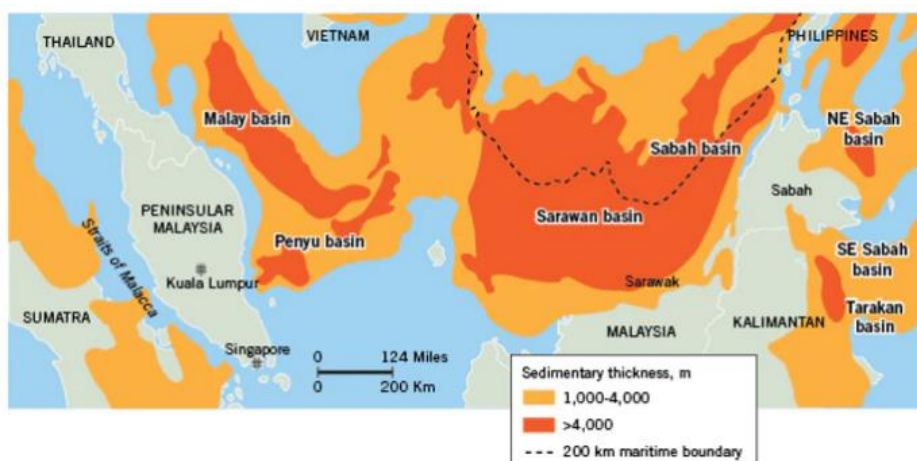 THAILAND
VIETNAM
PHILIPPINES
Malay basin
NE Sabah
basin
Sabah basin
Sabah
PENINSULAR
MALAYSIA
Sarawan basin
Straits of Malacca
Penyu basin
SE Sabah
basin
Kuala Lumpur
Sarawak
Tarakan
basin
SUMATRA
MALAYSIA
KALIMANTAN
Singapore
0 124 Miles
0 200 Km
Sedimentary thickness, m
1,000-4,000
>4,000
200 km maritime boundary